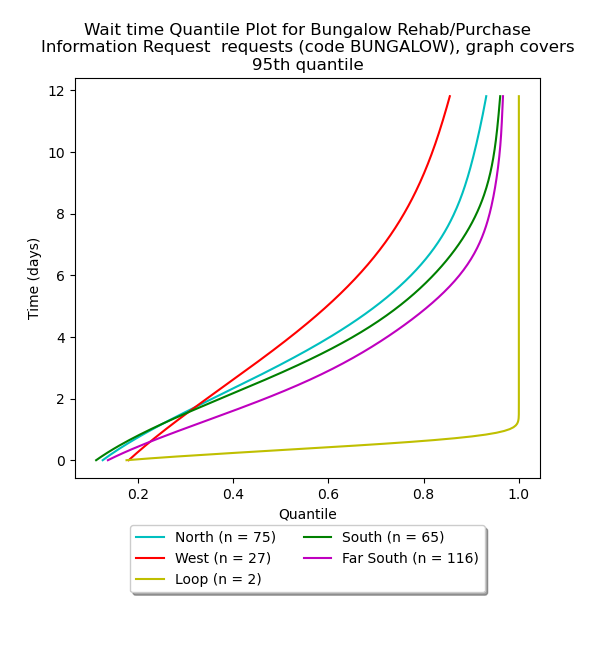 Wait time Quantile Plot for Bungalow Rehab/Purchase
Information Request  requests (code BUNGALOW), graph covers
95th quantile
12
10
8
6
4
2
0
Time (days)
0.2 0.4 0.6 0.8 1.0
Quantile
North (n = 75)
West (n = 27)
Loop (n = 2)
South (n = 65)
Far South (n = 116)